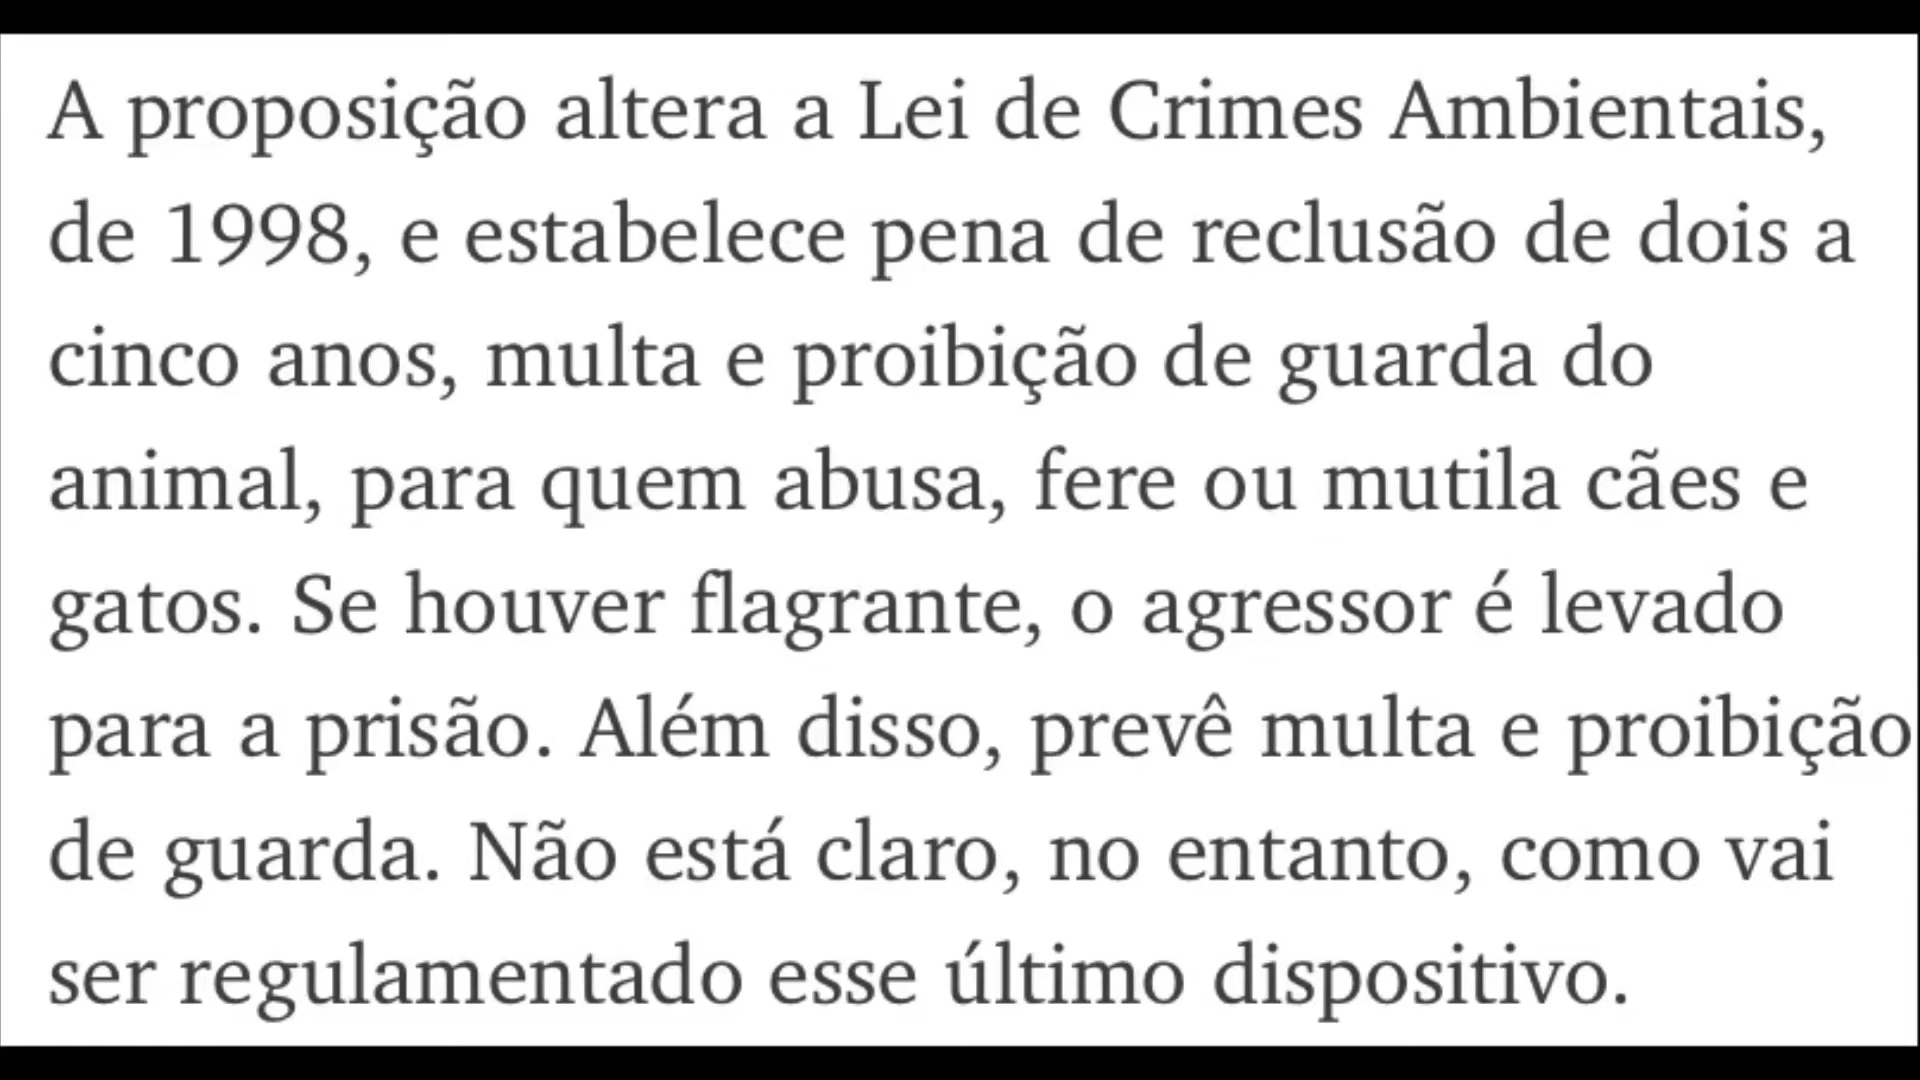 A proposição altera a Lei de Crimes Ambientais,
de 1998, e estabelece pena de reclusão de dois a
cinco anos, multa e proibição de guarda do
animal, para quem abusa, fere ou mutila cães e
gatos. Se houver flagrante, o agressor é levado
para a prisão. Além disso, prevê multa e proibição
de guarda. Não está claro, no entanto, como vai
ser regulamentado esse último dispositivo.